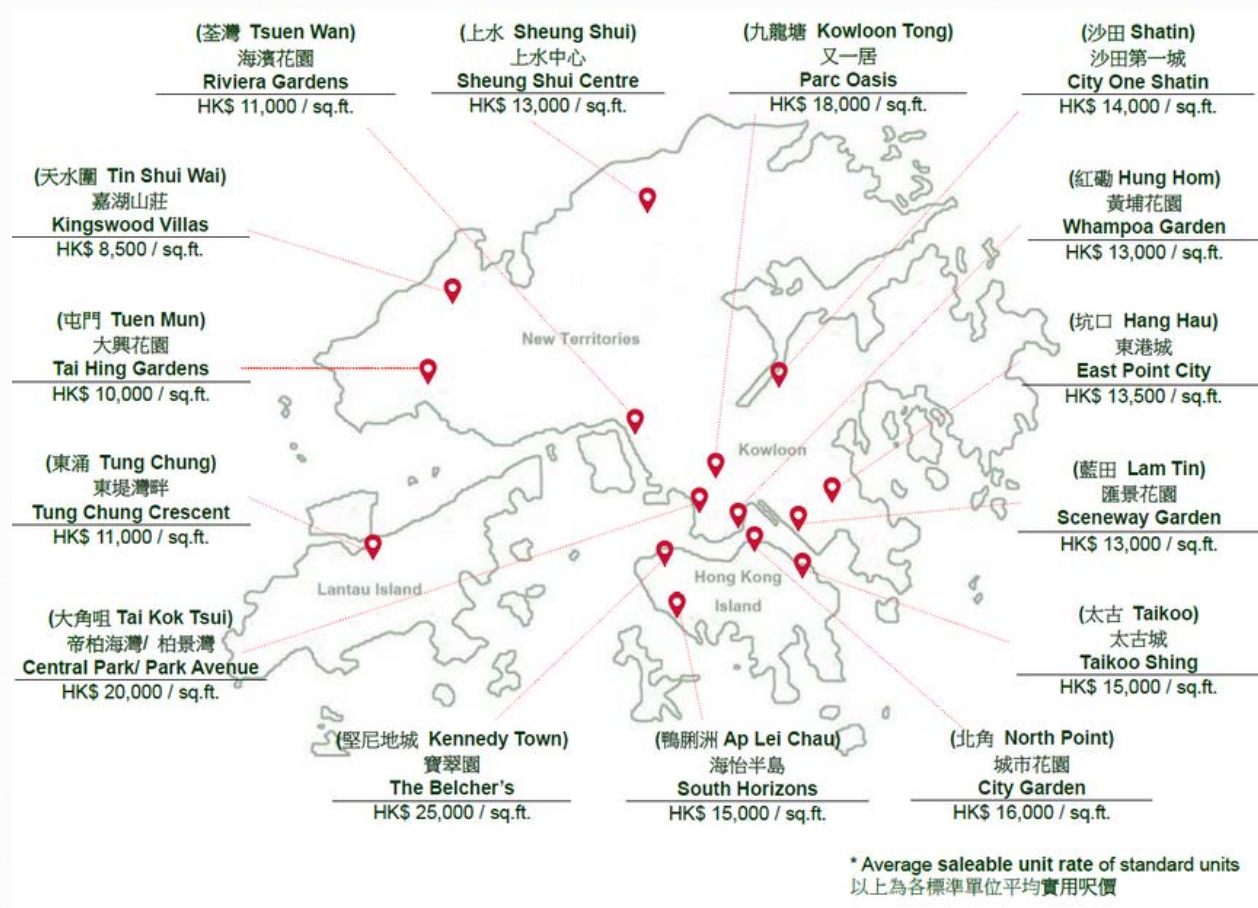 (荃灣 Tsuen Wan)
海濱花園
Riviera Gardens
HK$ 11,000 / sq.ft.
(上水 Sheung Shui)
上水中心
Sheung Shui Centre
HK$ 13,000 / sq.ft.
(九龍塘 Kowloon Tong)
又一居
Parc Oasis
HK$ 18,000 / sq.ft.
(沙田 Shatin)
沙田第一城
City One Shatin
HK$ 14,000 / sq.ft.
(天水圍 Tin Shui Wai)
嘉湖山莊
Kingswood Villas
HK$ 8,500 / sq.ft.
(紅磡 Hung Hom)
黃埔花園
Whampoa Garden
HK$ 13,000 / sq.ft.
(屯門 Tuen Mun)
大興花園
Tai Hing Gardens
HK$ 10,000 / sq.ft.
New Territories
(坑口 Hang Hau)
東港城
East Point City
HK$ 13,500 / sq.ft.
(東涌 Tung Chung)
東堤灣畔
Tung Chung Crescent
HK$ 11,000 / sq.ft.
Kowloon
(藍田 Lam Tin)
匯景花園
Sceneway Garden
HK$ 13,000 / sq.ft.
Lantau Island
Hong Kong
Island
(大角咀 Tai Kok Tsui)
帝柏海灣/ 柏景灣
Central Park/ Park Avenue
HK$ 20,000 / sq.ft.
(太古 Taikoo)
太古城
Taikoo Shing
HK$ 15,000 / sq.ft.
(堅尼地城 Kennedy Town)
寶翠園
The Belcher's
HK$ 25,000 / sq.ft.
(鴨脷洲 Ap Lei Chau)
海怡半島
South Horizons
HK$ 15,000 / sq.ft.
(北角 North Point)
城市花園
City Garden
HK$ 16,000 / sq.ft.
* Average saleable unit rate of standard units
以上為各標準單位平均實用呎價